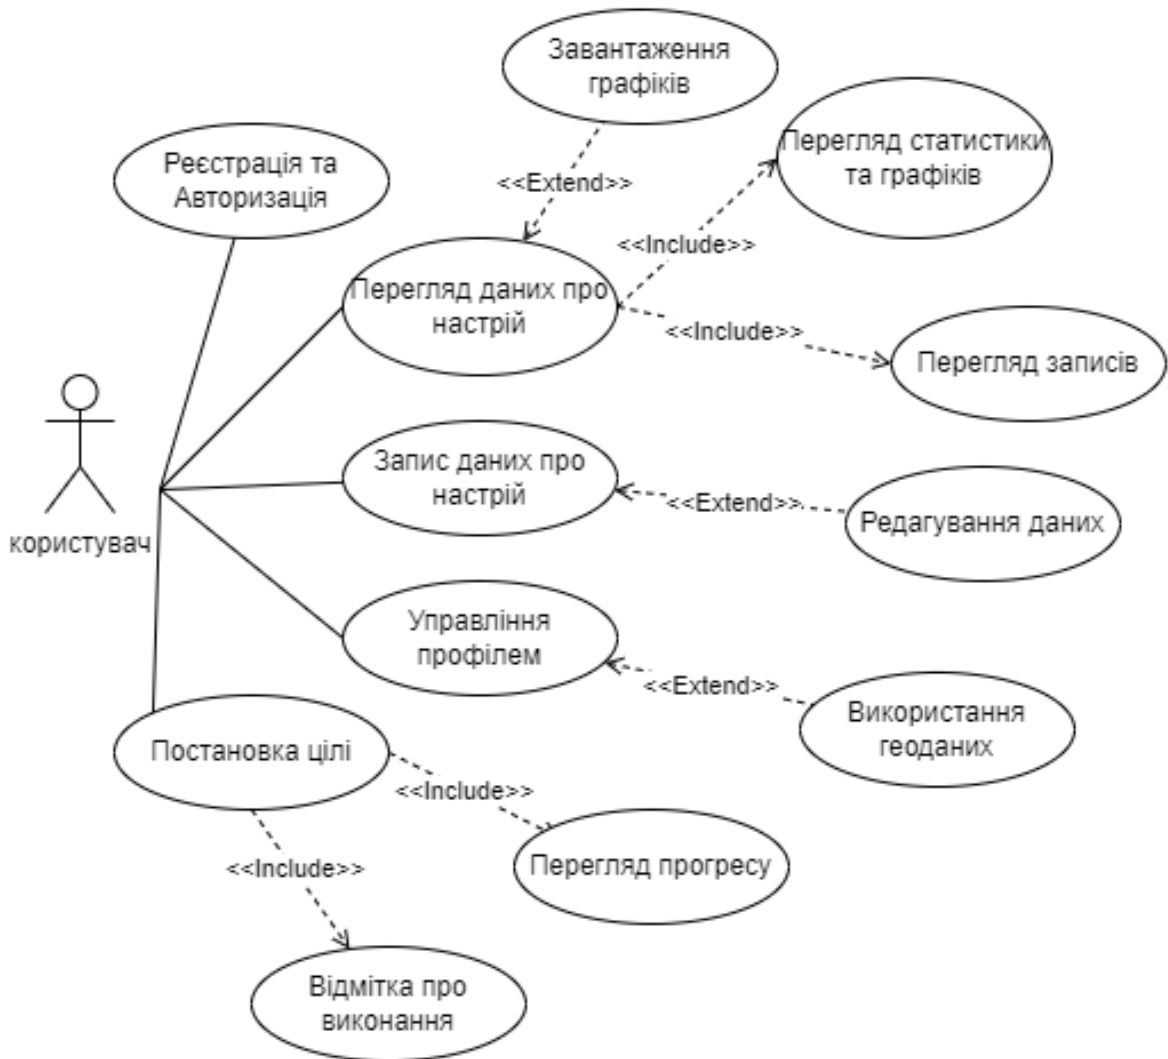 Завантаження
графіків
Перегляд статистики
та графіків
Реєстрація та
Авторизація
<<Extend>>
<<Include>>
Перегляд даних про
настрій
<<Include>>
Перегляд записів
користувач
Запис даних про
настрій
<<Extend>>
Редагування даних
Управління
профілем
<<Extend>>
Використання
геоданих
Постановка цілі
<<Include>>
Перегляд прогресу
<<Include>>
Відмітка про
виконання